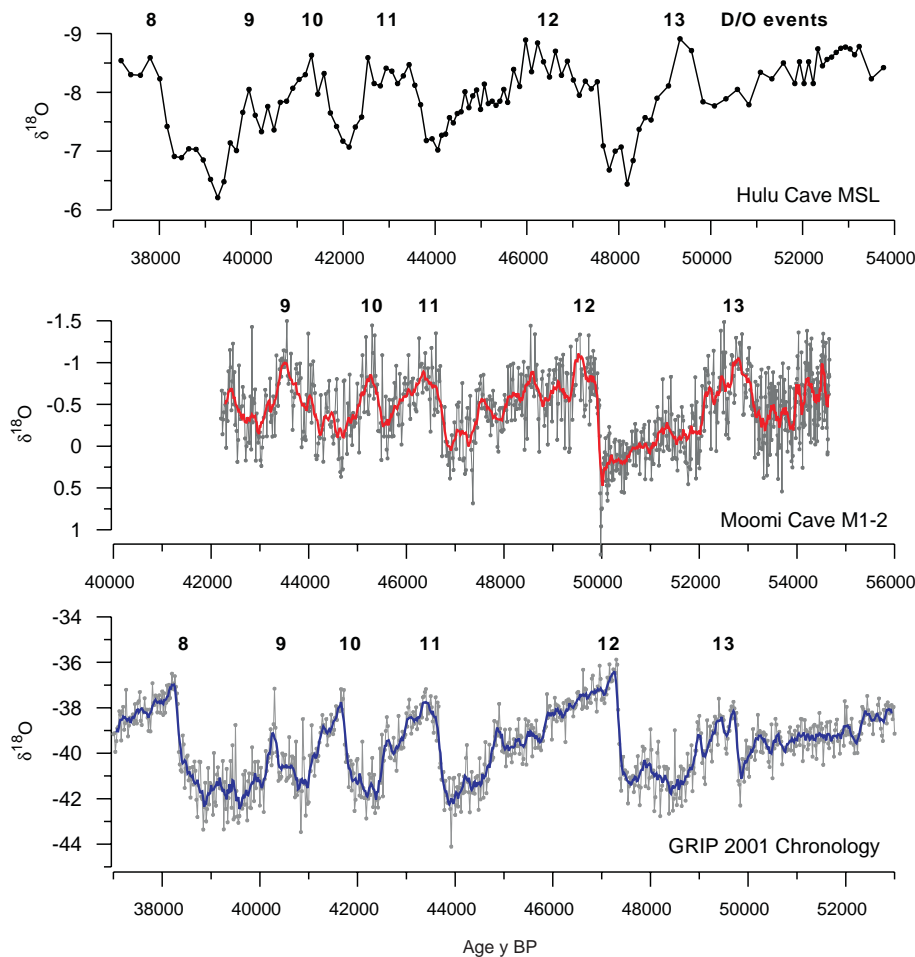 8 9 10 11 12 13 D/O events
-9
-8
-7
-6
δ18O
Hulu Cave MSL
38000 40000 42000 44000 46000 48000 50000 52000 54000
9 10 11 12 13
-1.5
-1
-0.5
0
0.5
1
δ18O
Moomi Cave M1-2
40000 42000 44000 46000 48000 50000 52000 54000 56000
8 9 10 11 12 13
-34
-36
-38
-40
-42
-44
δ18O
GRIP 2001 Chronology
38000 40000 42000 44000 46000 48000 50000 52000
Age y BP